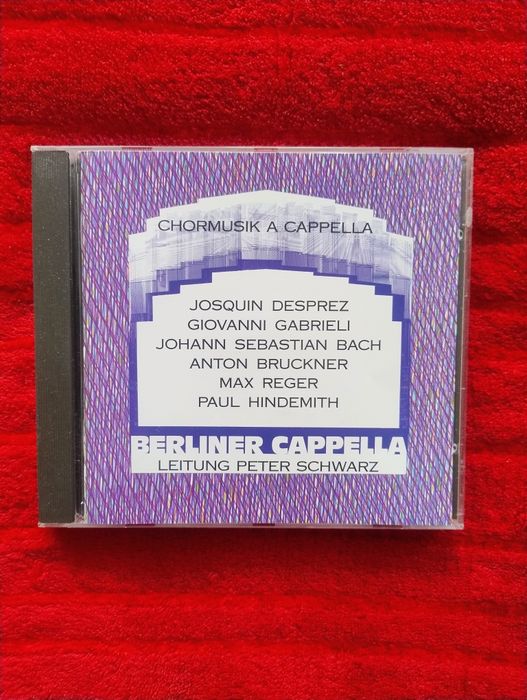 CHORMUSIK A CAPPELLA
JOSQUIN DESPREZ
GIOVANNI GABRIELI
JOHANN SEBASTIAN BACH
ANTON BRUCKNER
MAX REGER
PAUL HINDEMITH
BERLINER CAPPELLA
LEITUNG PETER SCHWARZ